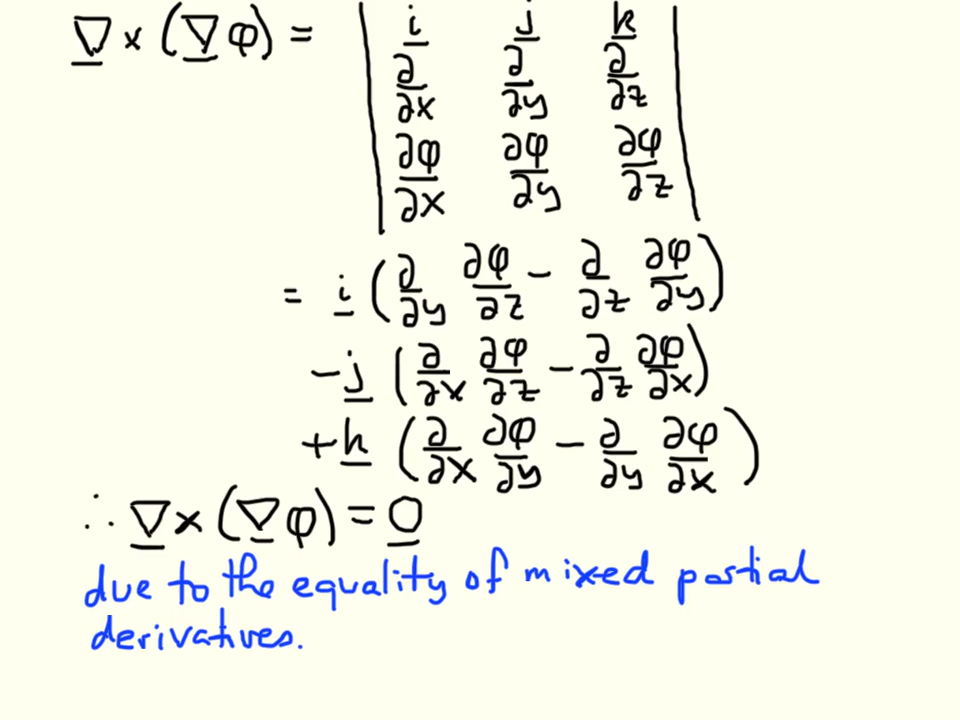 ∇ × (∇φ) = | i j k |
| ∂/∂x ∂/∂y ∂/∂z |
| ∂φ/∂x ∂φ/∂y ∂φ/∂z |
= i (∂/∂y ∂φ/∂z − ∂/∂z ∂φ/∂y)
−j (∂/∂x ∂φ/∂z − ∂/∂z ∂φ/∂x)
+k (∂/∂x ∂φ/∂y − ∂/∂y ∂φ/∂x)
∴ ∇ × (∇φ) = 0
due to the equality of mixed partial
derivatives.